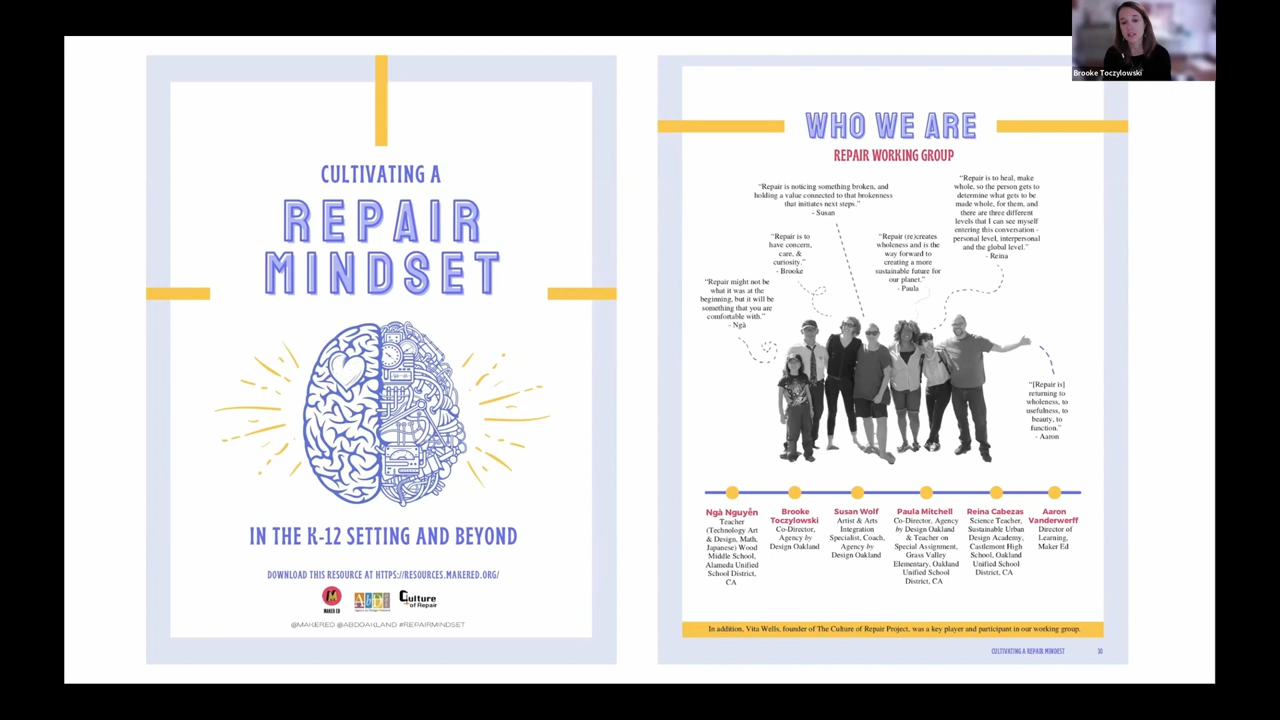 Brooke Toczylowski
CULTIVATING A
REPAIR
MINDSET
IN THE K-12 SETTING AND BEYOND
DOWNLOAD THIS RESOURCE AT HTTPS://RESOURCES.MAKERED.ORG/
M
MAKER ED
AbD
Culture
of Repair
@MAKERED @ABDOAKLAND #REPAIRMINDSET
WHO WE ARE
REPAIR WORKING GROUP
“Repair is noticing something broken, and
holding a value connected to that brokenness
that initiates next steps.”
- Susan
“Repair is to heal, make
whole, so the person gets to
determine what gets to be
made whole, for them, and
there are three different
levels that I can see myself
entering this conversation -
personal level, interpersonal
and the global level.”
- Reina
“Repair is to
have concern,
care, &
curiosity.”
- Brooke
“Repair (re)creates
wholeness and is the
way forward to
creating a more
sustainable future for
our planet.”
- Paula
“Repair might not be
what it was at the
beginning, but it will be
something that you are
comfortable with.”
- Ngà
“[Repair is]
returning to
wholeness, to
usefulness, to
beauty, to
function.”
- Aaron
Ngà Nguyễn
Teacher
(Technology Art
& Design, Math,
Japanese) Wood
Middle School,
Alameda Unified
School District,
CA
Brooke
Toczylowski
Co-Director,
Agency by
Design Oakland
Susan Wolf
Artist & Arts
Integration
Specialist, Coach,
Agency by
Design Oakland
Paula Mitchell
Co-Director, Agency
by Design Oakland
& Teacher on
Special Assignment,
Grass Valley
Elementary, Oakland
Unified School
District, CA
Reina Cabezas
Science Teacher,
Sustainable Urban
Design Academy,
Castlemont High
School, Oakland
Unified School
District, CA
Aaron
Vanderwerff
Director of
Learning,
Maker Ed
In addition, Vita Wells, founder of The Culture of Repair Project, was a key player and participant in our working group.
CULTIVATING A REPAIR MINDEST